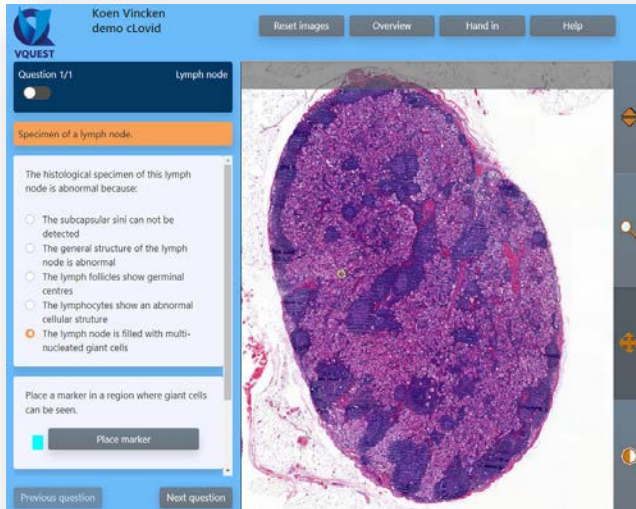 Koen Vincken
demo cLovid
VQUEST
Reset images
Overview
Hand in
Help
Question 1/1
Lymph node
Specimen of a lymph node.
The histological specimen of this lymph
node is abnormal because:
The subcapsular sini can not be
detected
The general structure of the lymph
node is abnormal
The lymph follicles show germinal
centres
The lymphocytes show an abnormal
cellular struture
The lymph node is filled with multi-
nucleated giant cells
Place a marker in a region where giant cells
can be seen.
Place marker
Previous question
Next question